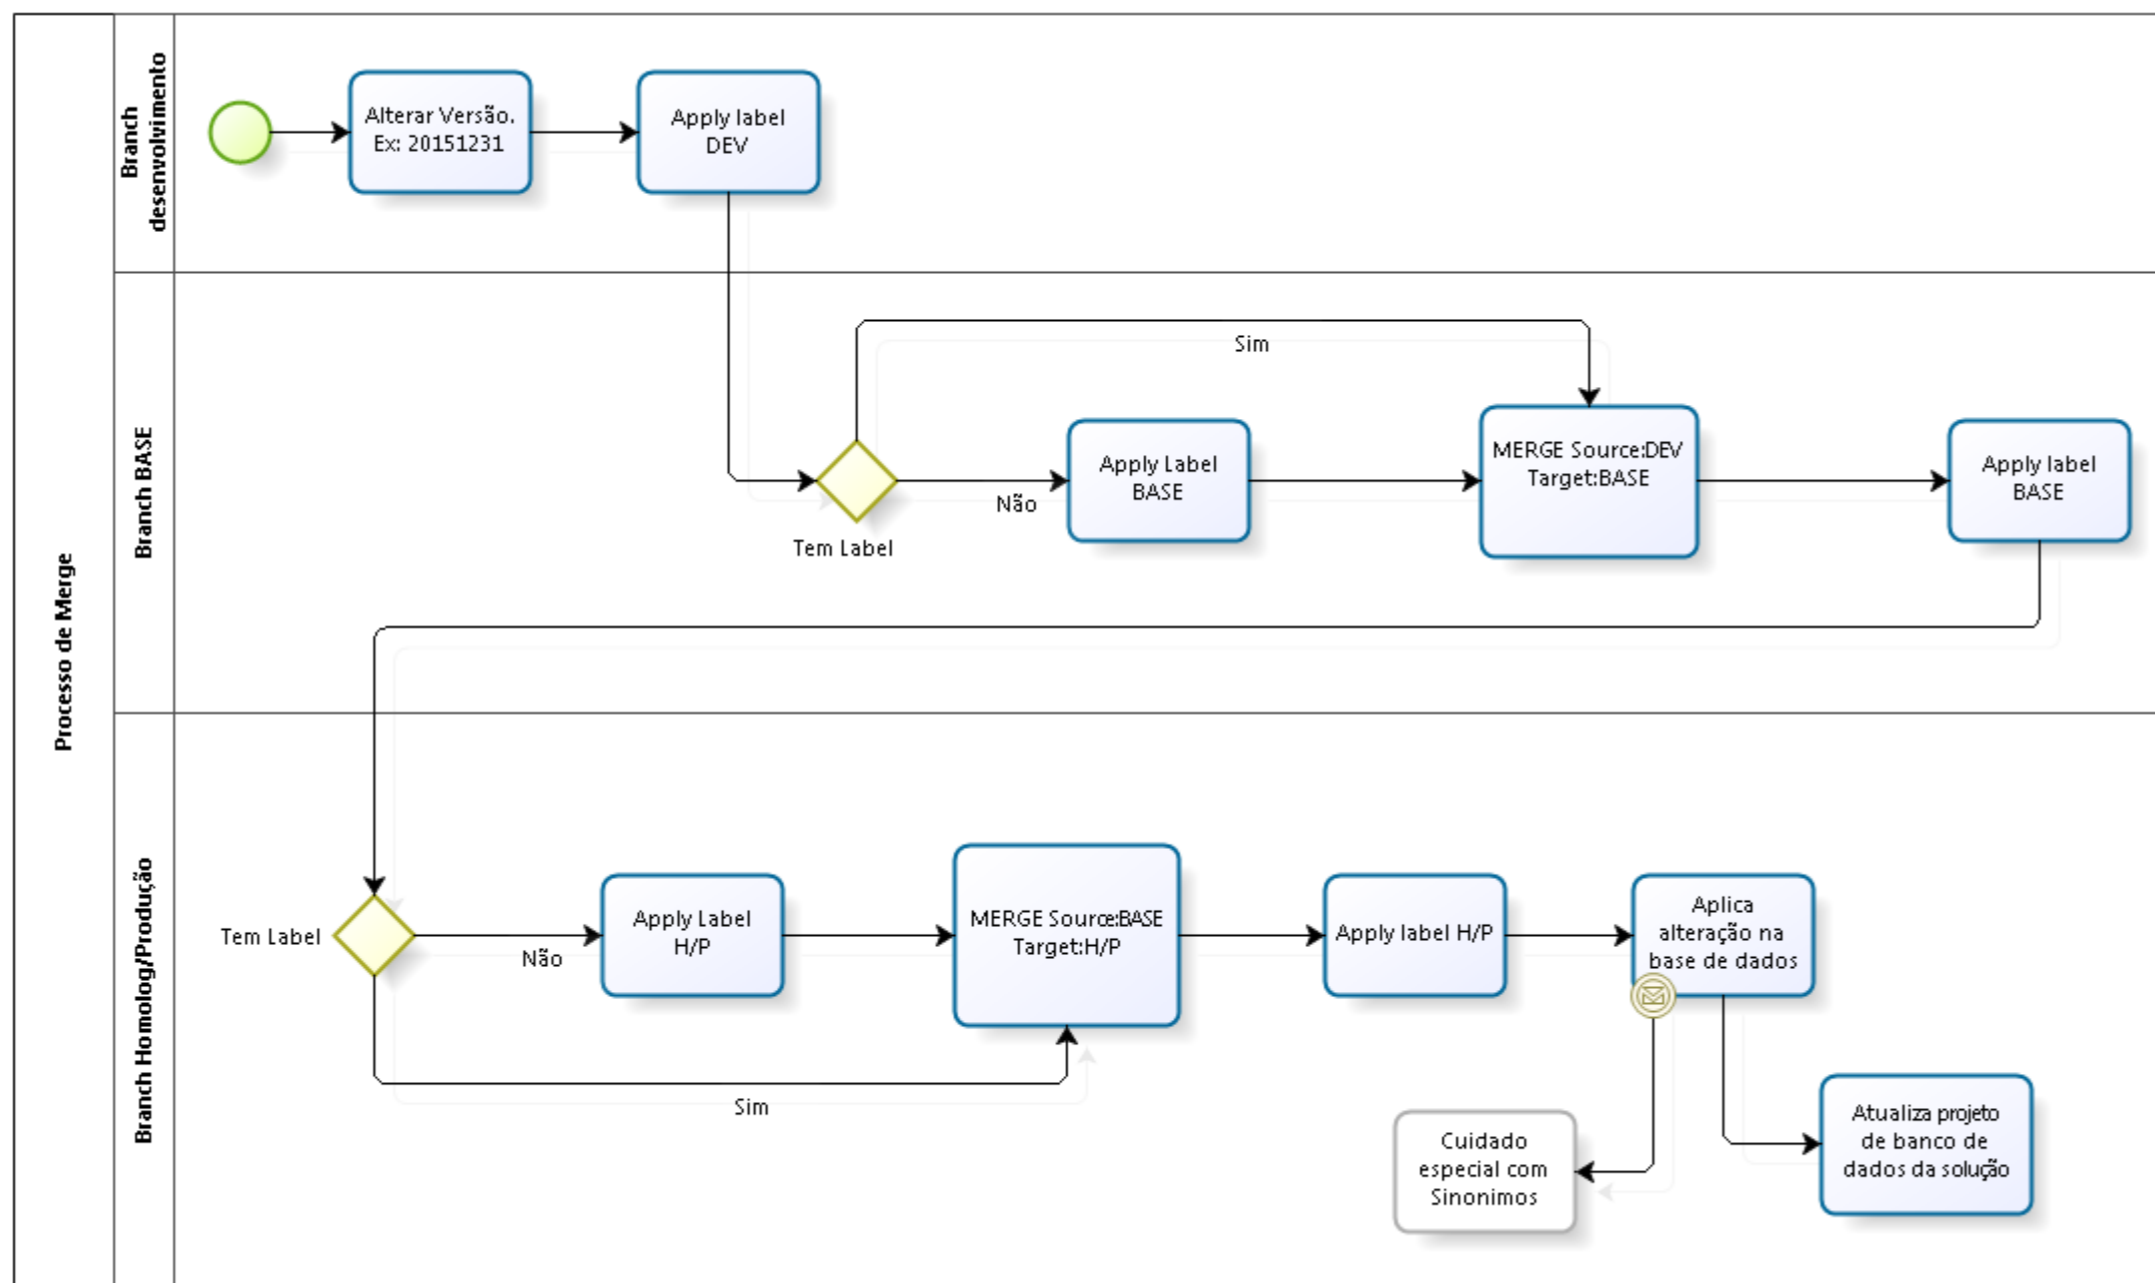 Processo de Merge
Branch
desenvolvimento
Alterar Versão.
Ex: 20151231
Apply label
DEV
Branch BASE
Sim
Tem Label
Não
Apply Label
BASE
MERGE Source:DEV
Target:BASE
Apply label
BASE
Branch Homolog/Produção
Tem Label
Não
Sim
Apply Label
H/P
MERGE Source:BASE
Target:H/P
Apply label H/P
Aplica
alteração na
base de dados
Cuidado
especial com
Sinonimos
Atualiza projeto
de banco de
dados da solução